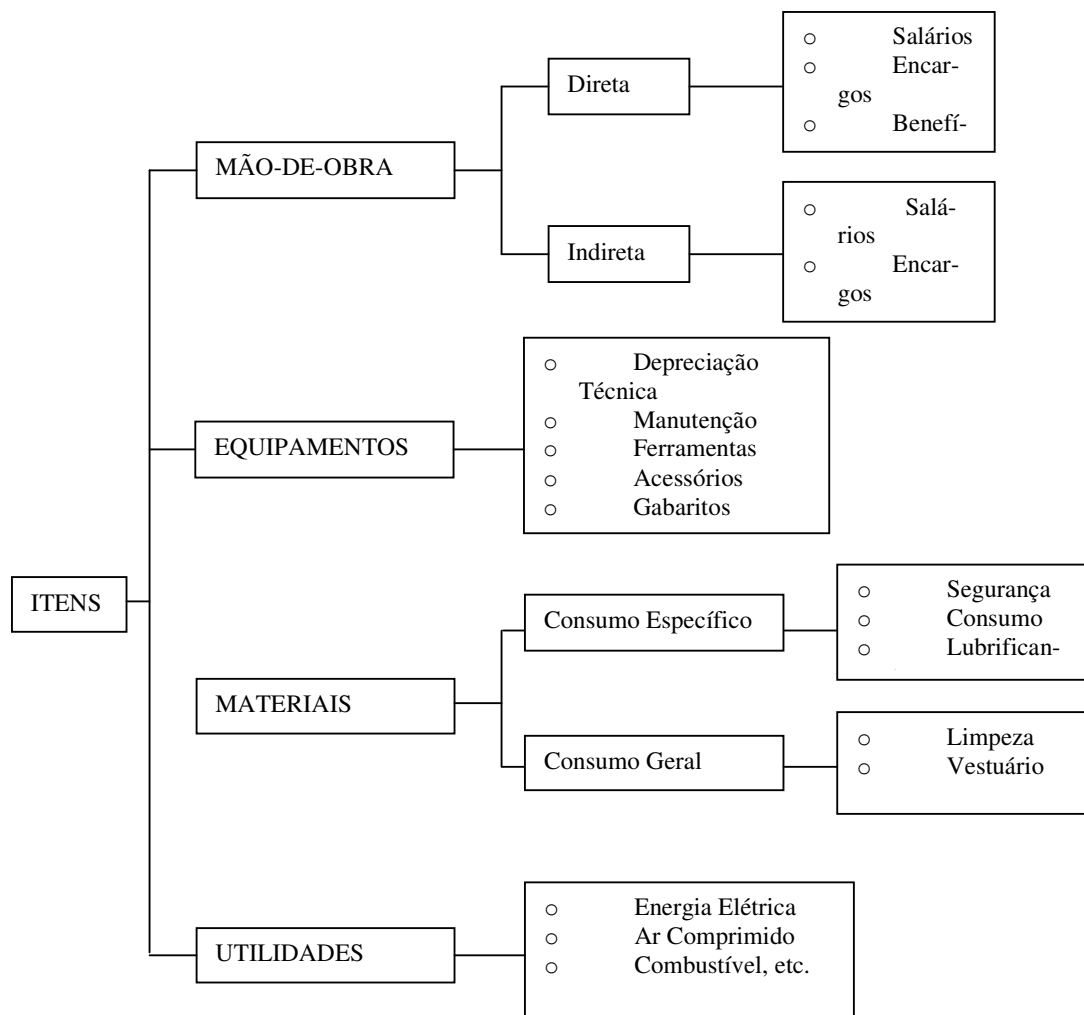 ITENS
MÃO-DE-OBRA
Direta
o Salários
o Encar-
gos
o Benefí-
Indireta
o Salá-
rios
o Encar-
gos
EQUIPAMENTOS
o Depreciação
Técnica
o Manutenção
o Ferramentas
o Acessórios
o Gabaritos
MATERIAIS
Consumo Específico
o Segurança
o Consumo
o Lubrifican-
Consumo Geral
o Limpeza
o Vestuário
UTILIDADES
o Energia Elétrica
o Ar Comprimido
o Combustível, etc.